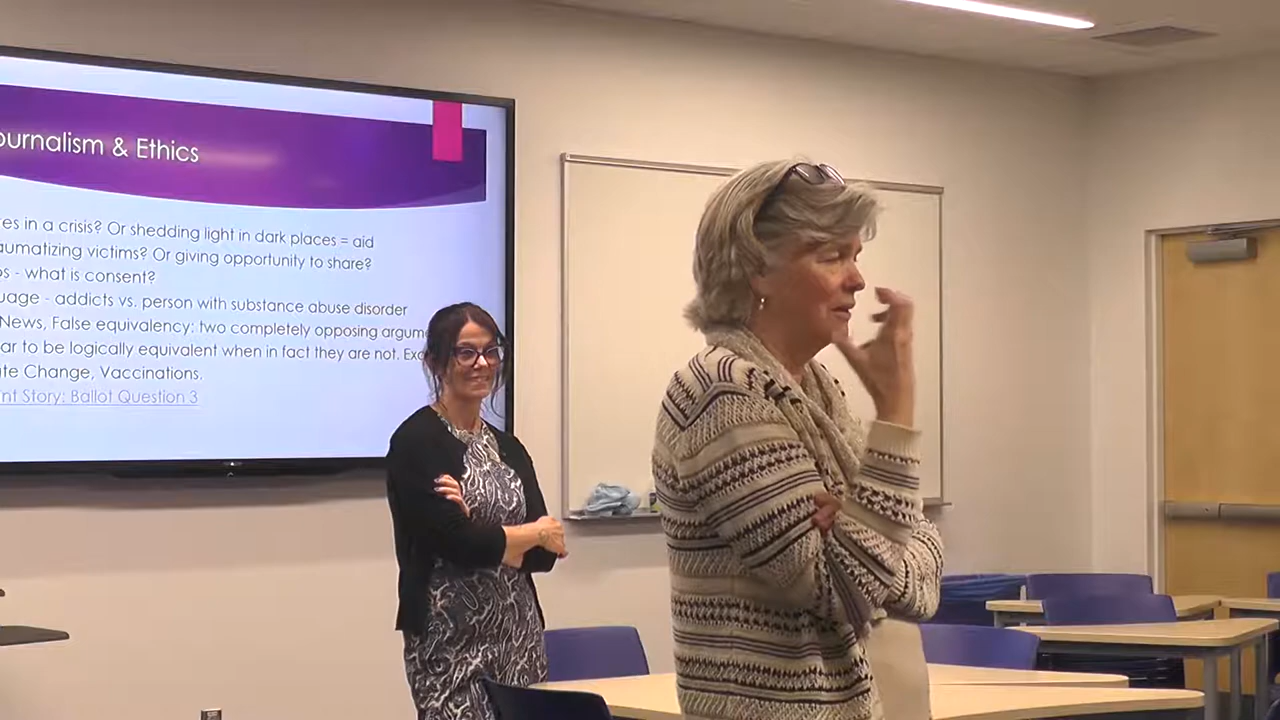 ournalism & Ethics
res in a crisis? Or shedding light in dark places = aid
aumatizing victims? Or giving opportunity to share?
os - what is consent?
uage - addicts vs. person with substance abuse disorder
News, False equivalency: two completely opposing argume
ar to be logically equivalent when in fact they are not. Exa
ate Change, Vaccinations.
nt Story: Ballot Question 3